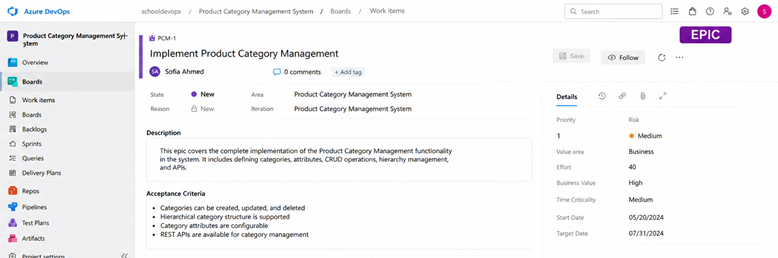 Azure DevOps
schooldevops / Product Category Management System / Boards / Work items
Search
S
P Product Category Management System
+
Overview
Boards
Work items
Boards
Backlogs
Sprints
Queries
Delivery Plans
Repos
Pipelines
Test Plans
Artifacts
Project settings
EPIC
PCM-1
Implement Product Category Management
SA Sofia Ahmed
0 comments
+ Add tag
Save
Follow
State New
Area Product Category Management System
Reason New
Iteration Product Category Management System
Description
This epic covers the complete implementation of the Product Category Management functionality
in the system. It includes defining categories, attributes, CRUD operations, hierarchy management,
and APIs.
Acceptance Criteria
• Categories can be created, updated, and deleted
• Hierarchical category structure is supported
• Category attributes are configurable
• REST APIs are available for category management
Details
Priority Risk
1 Medium
Value area Business
Effort 40
Business Value High
Time Criticality Medium
Start Date 05/20/2024
Target Date 07/31/2024